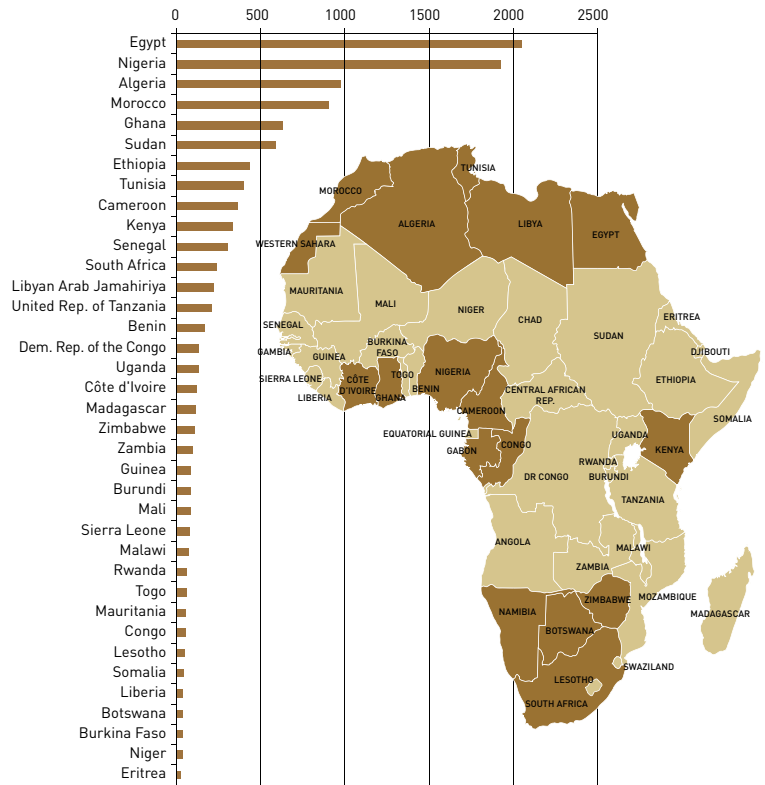 0 500 1000 1500 2000 2500
Egypt
Nigeria
Algeria
Morocco
Ghana
Sudan
Ethiopia
Tunisia
Cameroon
Kenya
Senegal
South Africa
Libyan Arab Jamahiriya
United Rep. of Tanzania
Benin
Dem. Rep. of the Congo
Uganda
Côte d'Ivoire
Madagascar
Zimbabwe
Zambia
Guinea
Burundi
Mali
Sierra Leone
Malawi
Rwanda
Togo
Mauritania
Congo
Lesotho
Somalia
Liberia
Botswana
Burkina Faso
Niger
Eritrea
TUNISIA
MOROCCO
ALGERIA
LIBYA
EGYPT
WESTERN SAHARA
MAURITANIA
MALI
NIGER
CHAD
SUDAN
ERITREA
SENEGAL
GAMBIA
GUINEA
BURKINA
FASO
DJIBOUTI
SIERRA LEONE
LIBERIA
CÔTE
D'IVOIRE
GHANA
TOGO
BENIN
NIGERIA
CAMEROON
CENTRAL AFRICAN
REP.
ETHIOPIA
SOMALIA
EQUATORIAL GUINEA
GABON
CONGO
UGANDA
KENYA
RWANDA
BURUNDI
DR CONGO
TANZANIA
ANGOLA
MALAWI
ZAMBIA
MOZAMBIQUE
MADAGASCAR
NAMIBIA
ZIMBABWE
BOTSWANA
SWAZILAND
LESOTHO
SOUTH AFRICA